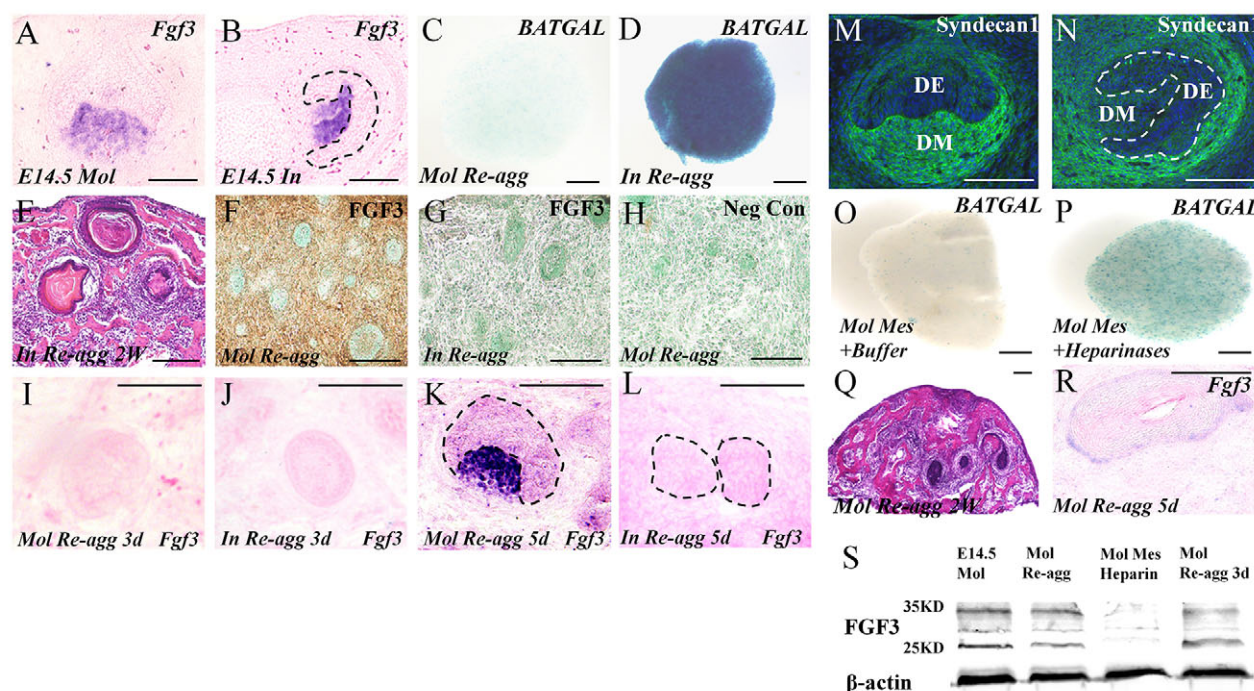 A Fgf3
E14.5 Mol
B Fgf3
E14.5 In
C BATGAL
Mol Re-agg
D BATGAL
In Re-agg
E
In Re-agg 2W
F FGF3
Mol Re-agg
G FGF3
In Re-agg
H Neg Con
Mol Re-agg
I
Mol Re-agg 3d Fgf3
J
In Re-agg 3d Fgf3
K
Mol Re-agg 5d Fgf3
L
In Re-agg 5d Fgf3
M Syndecan1
DE
DM
N Syndecan1
DE
DM
O BATGAL
Mol Mes
+Buffer
P BATGAL
Mol Mes
+Heparinases
Q
Mol Re-agg 2W
R Fgf3
Mol Re-agg 5d
S
E14.5 Mol Mol Mes Mol
Mol Re-agg Heparin Re-agg 3d
35KD
FGF3
25KD
β-actin